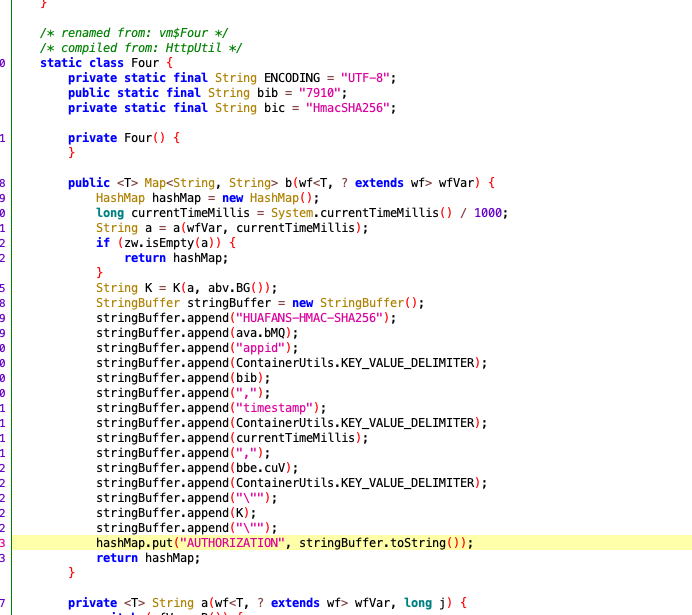 }
/* renamed from: vm$Four */
/* compiled from: HttpUtil */
0 static class Four {
private static final String ENCODING = "UTF-8";
public static final String bib = "7910";
private static final String bic = "HmacSHA256";
1 private Four() {
}
8 public <T> Map<String, String> b(wf<T, ? extends wf> wfVar) {
9 HashMap hashMap = new HashMap();
0 long currentTimeMillis = System.currentTimeMillis() / 1000;
1 String a = a(wfVar, currentTimeMillis);
2 if (zw.isEmpty(a)) {
2 return hashMap;
}
5 String K = K(a, abv.BG());
8 StringBuffer stringBuffer = new StringBuffer();
9 stringBuffer.append("HUAFANS-HMAC-SHA256");
9 stringBuffer.append(ava.bMQ);
0 stringBuffer.append("appid");
0 stringBuffer.append(ContainerUtils.KEY_VALUE_DELIMITER);
0 stringBuffer.append(bib);
0 stringBuffer.append(",");
1 stringBuffer.append("timestamp");
1 stringBuffer.append(ContainerUtils.KEY_VALUE_DELIMITER);
1 stringBuffer.append(currentTimeMillis);
1 stringBuffer.append(",");
2 stringBuffer.append(bbe.cuV);
2 stringBuffer.append(ContainerUtils.KEY_VALUE_DELIMITER);
2 stringBuffer.append("\"");
2 stringBuffer.append(K);
2 stringBuffer.append("\"");
3 hashMap.put("AUTHORIZATION", stringBuffer.toString());
3 return hashMap;
}
7 private <T> String a(wf<T, ? extends wf> wfVar, long j) {